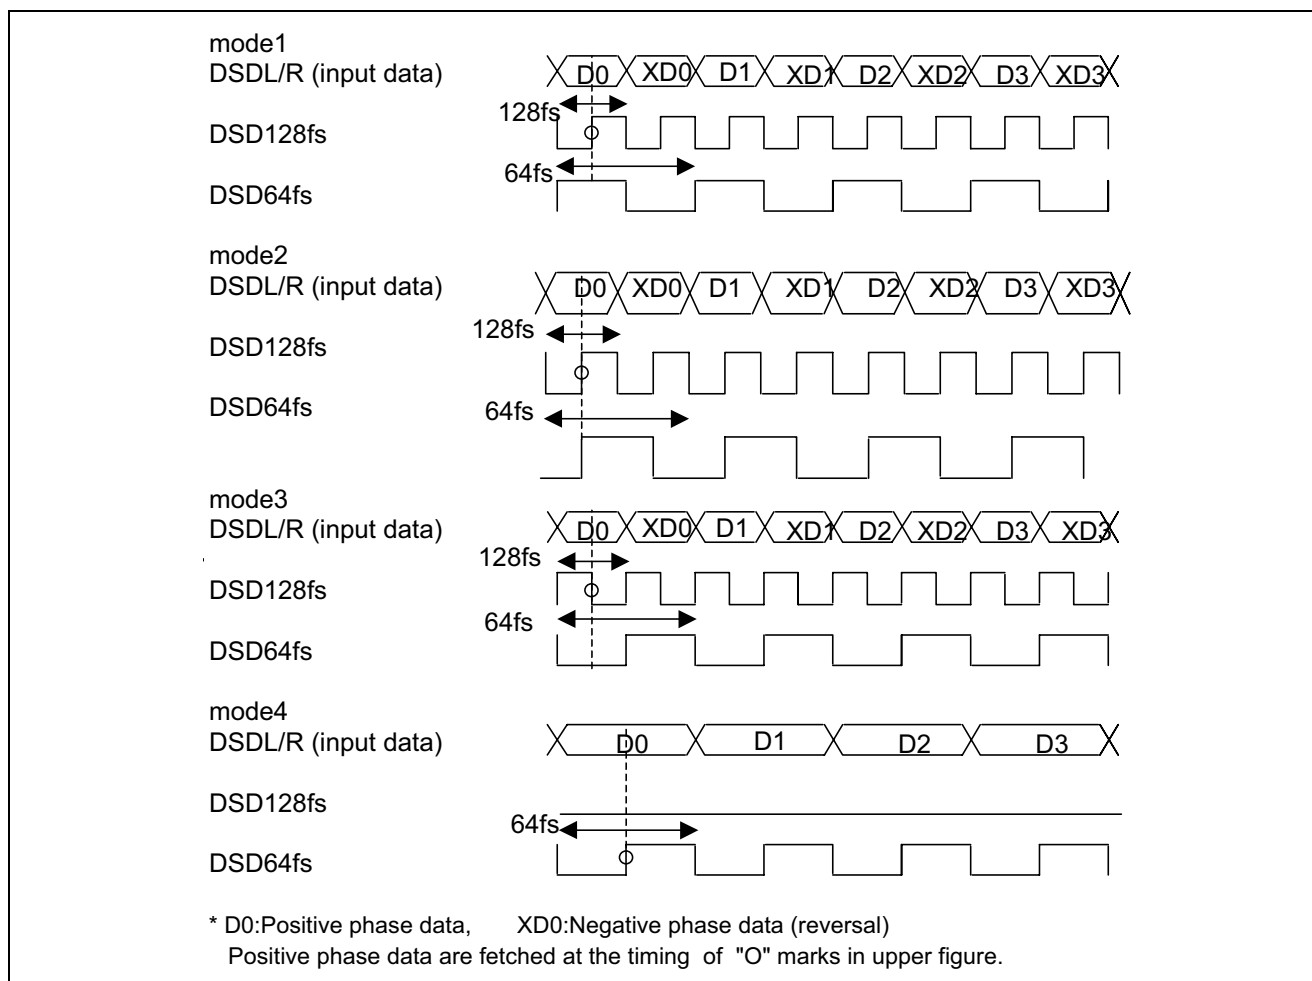 mode1
DSDL/R (input data) D0 XD0 D1 XD1 D2 XD2 D3 XD3
128fs
DSD128fs
64fs
DSD64fs
mode2
DSDL/R (input data) D0 XD0 D1 XD1 D2 XD2 D3 XD3
128fs
DSD128fs
DSD64fs 64fs
mode3
DSDL/R (input data) D0 XD0 D1 XD1 D2 XD2 D3 XD3
128fs
DSD128fs
64fs
DSD64fs
mode4
DSDL/R (input data) D0 D1 D2 D3
DSD128fs
64fs
DSD64fs
* D0:Positive phase data, XD0:Negative phase data (reversal)
Positive phase data are fetched at the timing of "O" marks in upper figure.